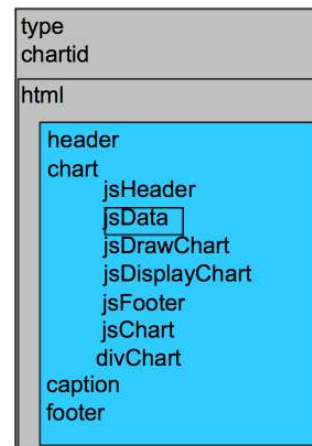 type
chartid
html
header
chart
jsHeader
jsData
jsDrawChart
jsDisplayChart
jsFooter
jsChart
divChart
caption
footer